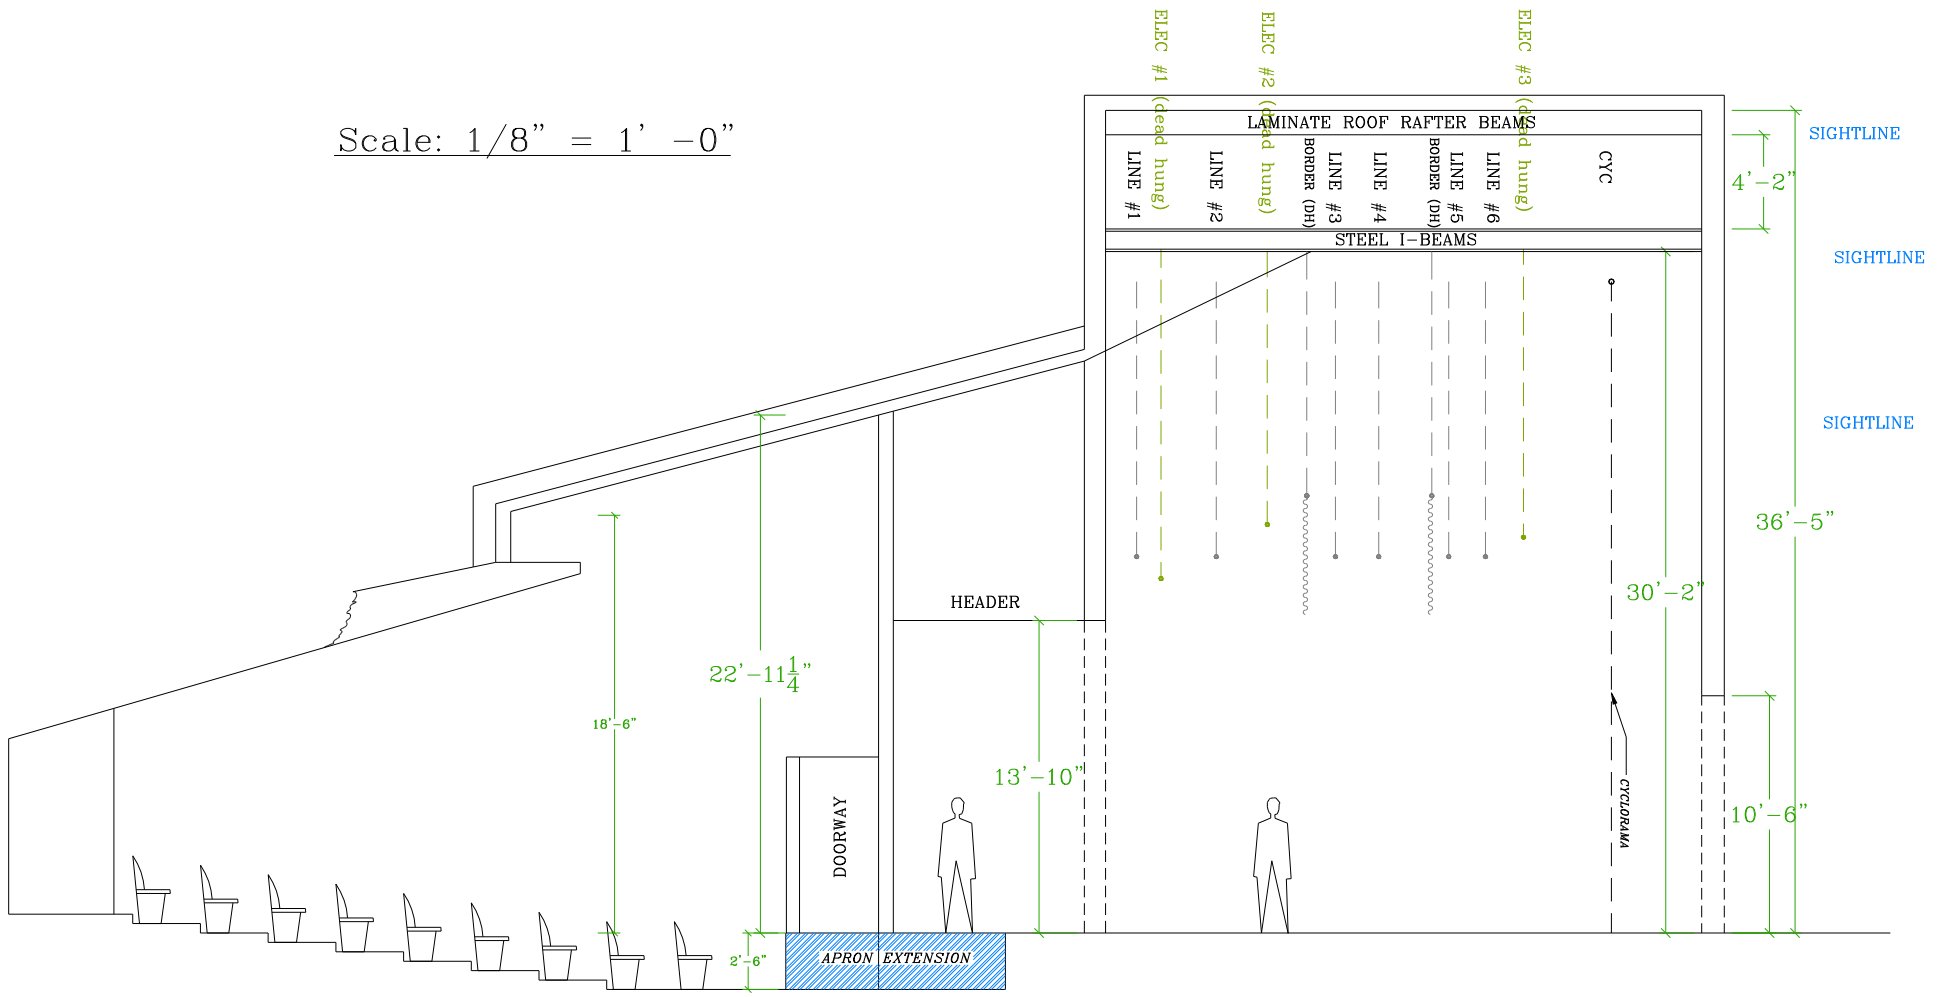 ELEC #1 (dead hung)
ELEC #2 (dead hung)
ELEC #3 (dead hung)
Scale: 1/8" = 1' -0"
LAMINATE ROOF RAFTER BEAMS
SIGHTLINE
LINE #1
LINE #2
BORDER (DH)
LINE #3
LINE #4
BORDER (DH)
LINE #5
LINE #6
CYC
4'-2"
STEEL I-BEAMS
SIGHTLINE
SIGHTLINE
36'-5"
30'-2"
HEADER
22'-11 1/4"
18'-6"
13'-10"
10'-6"
CYCLORAMA
DOORWAY
2'-6"
APRON EXTENSION